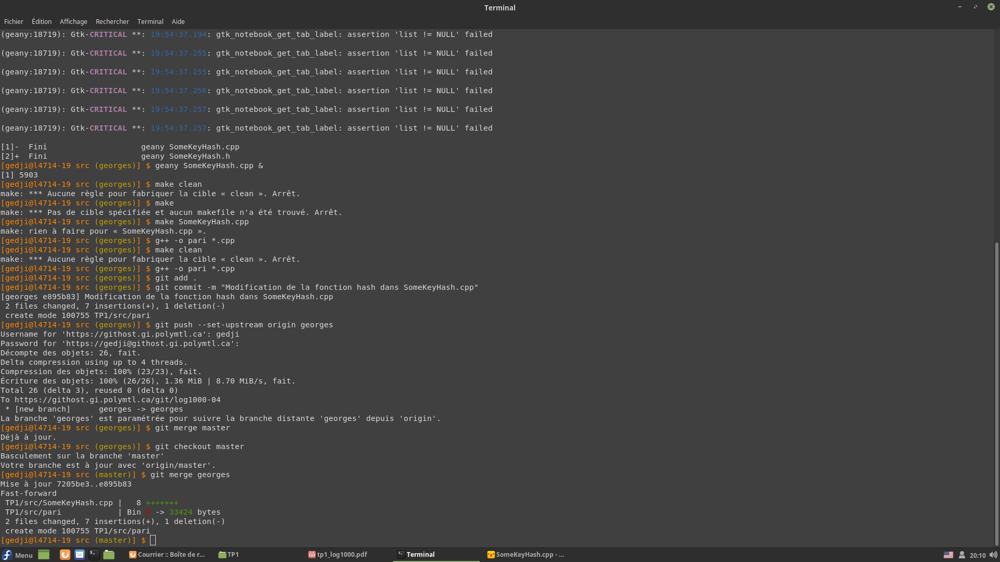 Terminal
Fichier Édition Affichage Rechercher Terminal Aide
(geany:18719): Gtk-CRITICAL **: 19:54:37.194: gtk_notebook_get_tab_label: assertion 'list != NULL' failed
(geany:18719): Gtk-CRITICAL **: 19:54:37.255: gtk_notebook_get_tab_label: assertion 'list != NULL' failed
(geany:18719): Gtk-CRITICAL **: 19:54:37.255: gtk_notebook_get_tab_label: assertion 'list != NULL' failed
(geany:18719): Gtk-CRITICAL **: 19:54:37.256: gtk_notebook_get_tab_label: assertion 'list != NULL' failed
(geany:18719): Gtk-CRITICAL **: 19:54:37.257: gtk_notebook_get_tab_label: assertion 'list != NULL' failed
(geany:18719): Gtk-CRITICAL **: 19:54:37.257: gtk_notebook_get_tab_label: assertion 'list != NULL' failed
[1]-  Fini                    geany SomeKeyHash.cpp
[2]+  Fini                    geany SomeKeyHash.h
[gedji@l4714-19 src (georges)] $ geany SomeKeyHash.cpp &
[1] 5903
[gedji@l4714-19 src (georges)] $ make clean
make: *** Aucune règle pour fabriquer la cible « clean ». Arrêt.
[gedji@l4714-19 src (georges)] $ make
make: *** Pas de cible spécifiée et aucun makefile n'a été trouvé. Arrêt.
[gedji@l4714-19 src (georges)] $ make SomeKeyHash.cpp
make: rien à faire pour « SomeKeyHash.cpp ».
[gedji@l4714-19 src (georges)] $ g++ -o pari *.cpp
[gedji@l4714-19 src (georges)] $ make clean
make: *** Aucune règle pour fabriquer la cible « clean ». Arrêt.
[gedji@l4714-19 src (georges)] $ g++ -o pari *.cpp
[gedji@l4714-19 src (georges)] $ git add .
[gedji@l4714-19 src (georges)] $ git commit -m "Modification de la fonction hash dans SomeKeyHash.cpp"
[georges e895b83] Modification de la fonction hash dans SomeKeyHash.cpp
 2 files changed, 7 insertions(+), 1 deletion(-)
 create mode 100755 TP1/src/pari
[gedji@l4714-19 src (georges)] $ git push --set-upstream origin georges
Username for 'https://githost.gi.polymtl.ca': gedji
Password for 'https://gedji@githost.gi.polymtl.ca':
Décompte des objets: 26, fait.
Delta compression using up to 4 threads.
Compression des objets: 100% (23/23), fait.
Écriture des objets: 100% (26/26), 1.36 MiB | 8.70 MiB/s, fait.
Total 26 (delta 3), reused 0 (delta 0)
To https://githost.gi.polymtl.ca/git/log1000-04
 * [new branch]      georges -> georges
La branche 'georges' est paramétrée pour suivre la branche distante 'georges' depuis 'origin'.
[gedji@l4714-19 src (georges)] $ git merge master
Déjà à jour.
[gedji@l4714-19 src (georges)] $ git checkout master
Basculement sur la branche 'master'
Votre branche est à jour avec 'origin/master'.
[gedji@l4714-19 src (master)] $ git merge georges
Mise à jour 7205be3..e895b83
Fast-forward
 TP1/src/SomeKeyHash.cpp |   8 +++++++-
 TP1/src/pari            | Bin 0 -> 33424 bytes
 2 files changed, 7 insertions(+), 1 deletion(-)
 create mode 100755 TP1/src/pari
[gedji@l4714-19 src (master)] $
Menu Courrier :: Boîte de r... TP1 tp1_log1000.pdf Terminal SomeKeyHash.cpp - ... 20:10